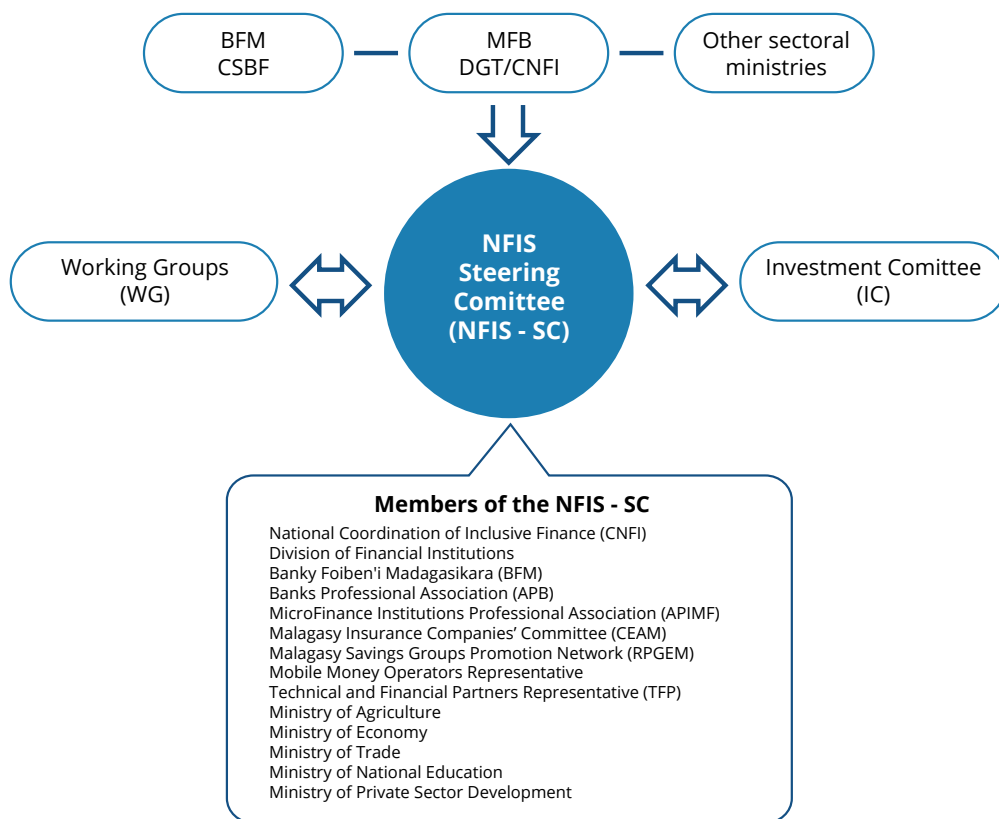 BFM
CSBF
MFB
DGT/CNFI
Other sectoral
ministries
NFIS
Steering
Comittee
(NFIS - SC)
Working Groups
(WG)
Investment Comittee
(IC)
Members of the NFIS - SC
National Coordination of Inclusive Finance (CNFI)
Division of Financial Institutions
Banky Foiben'i Madagasikara (BFM)
Banks Professional Association (APB)
MicroFinance Institutions Professional Association (APIMF)
Malagasy Insurance Companies’ Committee (CEAM)
Malagasy Savings Groups Promotion Network (RPGEM)
Mobile Money Operators Representative
Technical and Financial Partners Representative (TFP)
Ministry of Agriculture
Ministry of Economy
Ministry of Trade
Ministry of National Education
Ministry of Private Sector Development